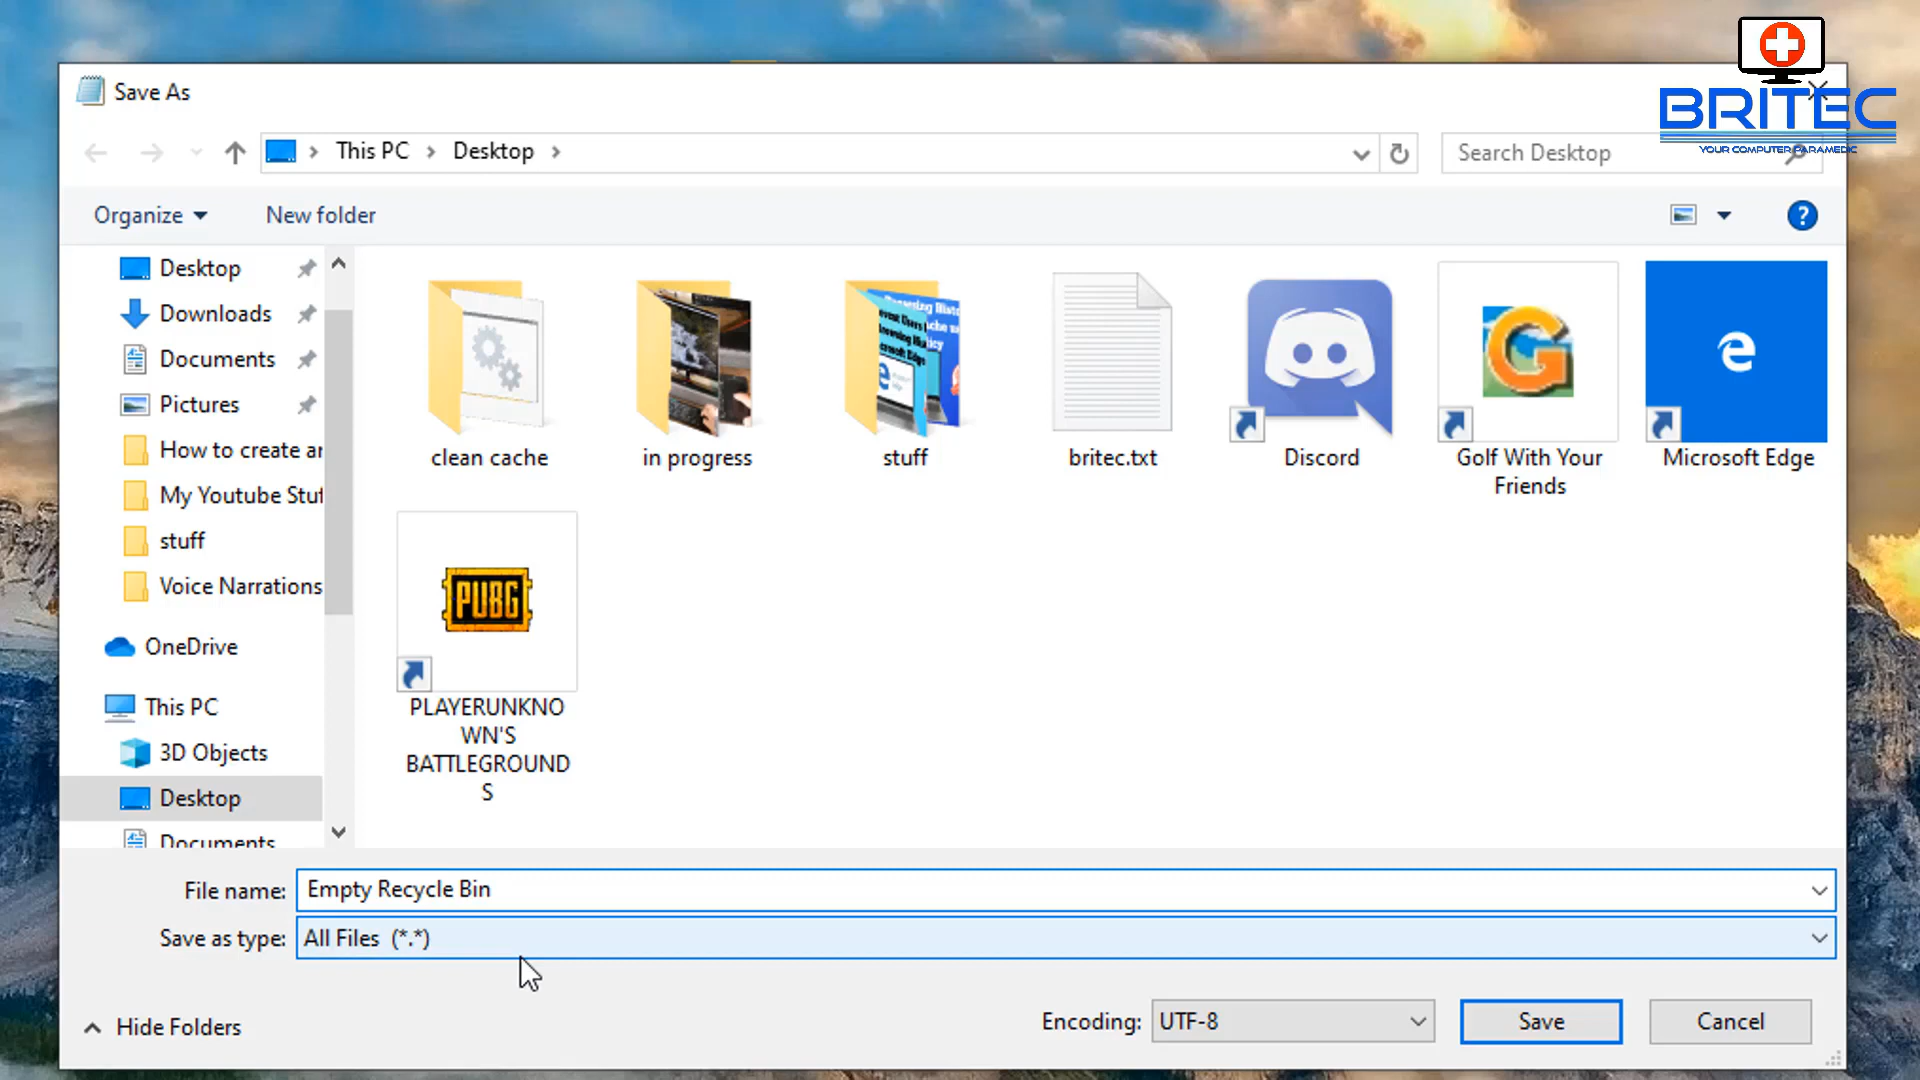 Save As
BRITEC
YOUR COMPUTER PARAMEDIC
This PC
Desktop
Search Desktop
Organize
New folder
?
Desktop
Downloads
Documents
Pictures
How to create ar
My Youtube Stuf
stuff
Voice Narrations
OneDrive
This PC
3D Objects
Desktop
Documents
clean cache
in progress
stuff
britec.txt
Discord
Golf With Your
Friends
Microsoft Edge
PUBG
PLAYERUNKNO
WN'S
BATTLEGROUND
S
File name:
Empty Recycle Bin
Save as type:
All Files (*.*)
Hide Folders
Encoding:
UTF-8
Save
Cancel